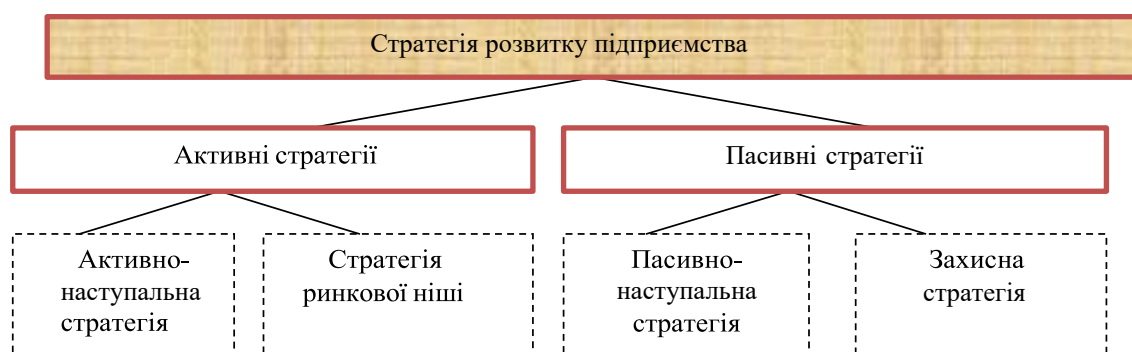 Стратегія розвитку підприємства
Активні стратегії
Пасивні стратегії
Активно-
наступальна
стратегія
Стратегія
ринкової ніші
Пасивно-
наступальна
стратегія
Захисна
стратегія